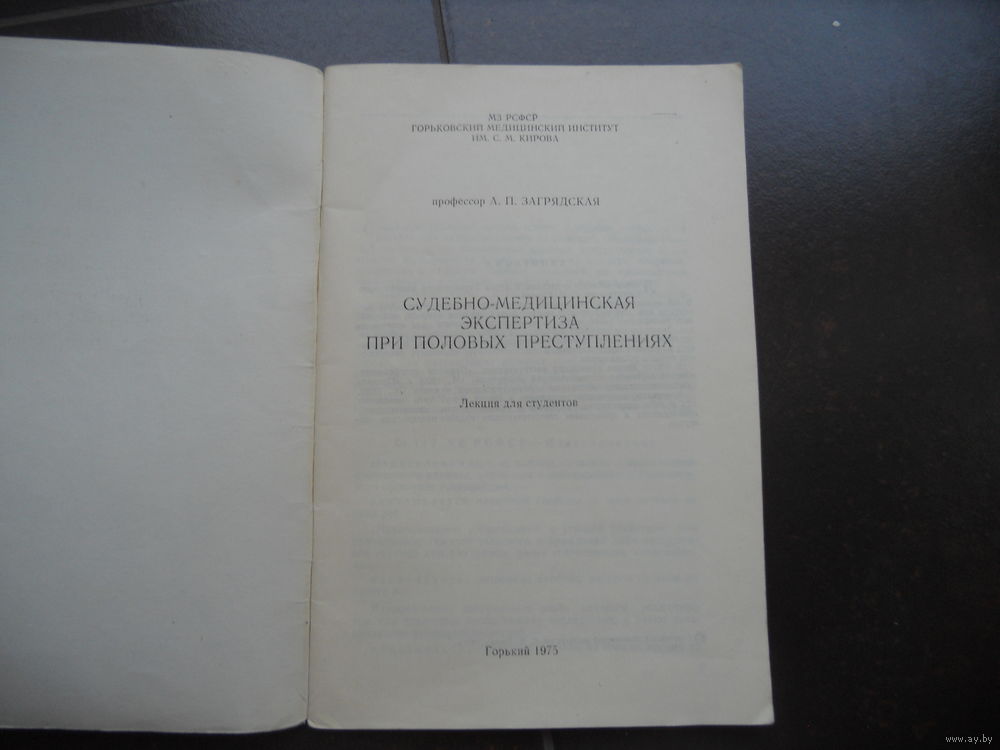 МЗ РСФСР
ГОРЬКОВСКИЙ МЕДИЦИНСКИЙ ИНСТИТУТ
ИМ. С. М. КИРОВА
профессор А. П. ЗАГРЯДСКАЯ
СУДЕБНО-МЕДИЦИНСКАЯ
ЭКСПЕРТИЗА
ПРИ ПОЛОВЫХ ПРЕСТУПЛЕНИЯХ
Лекция для студентов
Горький 1975
www.ay.by